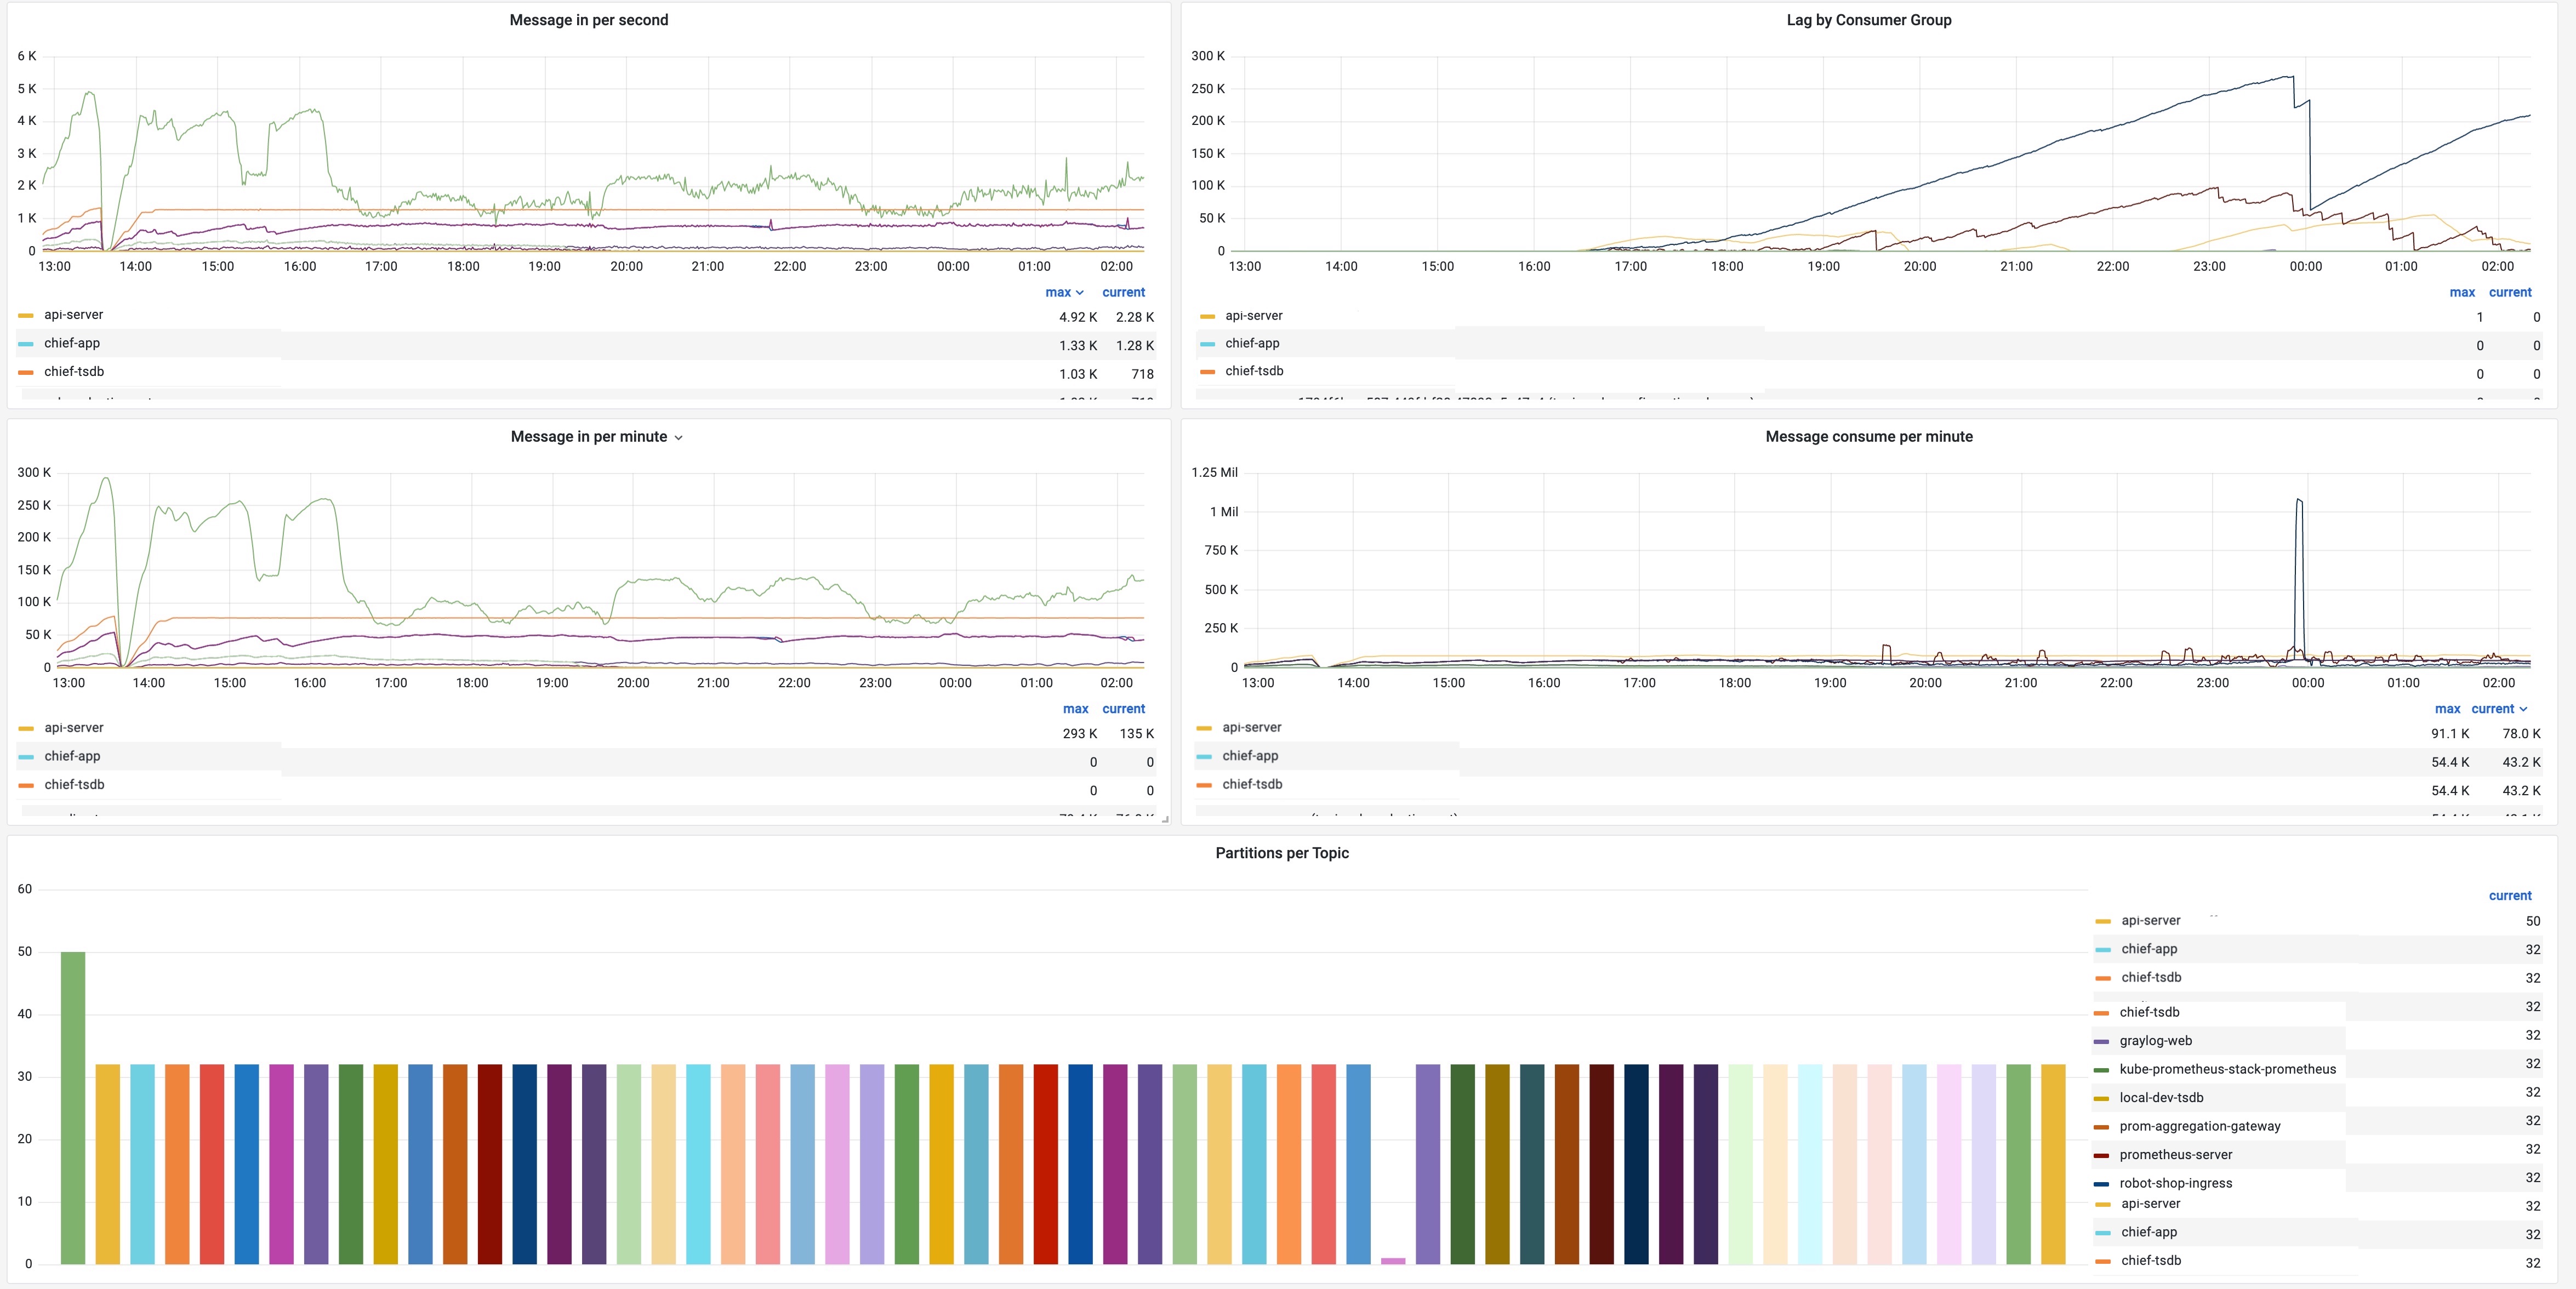 Message in per second
6 K
5 K
4 K
3 K
2 K
1 K
0
13:00 14:00 15:00 16:00 17:00 18:00 19:00 20:00 21:00 22:00 23:00 00:00 01:00 02:00
max current
api-server 4.92 K 2.28 K
chief-app 1.33 K 1.28 K
chief-tsdb 1.03 K 718
Lag by Consumer Group
300 K
250 K
200 K
150 K
100 K
50 K
0
13:00 14:00 15:00 16:00 17:00 18:00 19:00 20:00 21:00 22:00 23:00 00:00 01:00 02:00
max current
api-server 1 0
chief-app 0 0
chief-tsdb 0 0
Message in per minute
300 K
250 K
200 K
150 K
100 K
50 K
0
13:00 14:00 15:00 16:00 17:00 18:00 19:00 20:00 21:00 22:00 23:00 00:00 01:00 02:00
max current
api-server 293 K 135 K
chief-app 0 0
chief-tsdb 0 0
Message consume per minute
1.25 Mil
1 Mil
750 K
500 K
250 K
0
13:00 14:00 15:00 16:00 17:00 18:00 19:00 20:00 21:00 22:00 23:00 00:00 01:00 02:00
max current
api-server 91.1 K 78.0 K
chief-app 54.4 K 43.2 K
chief-tsdb 54.4 K 43.2 K
Partitions per Topic
60
50
40
30
20
10
0
current
api-server 50
chief-app 32
chief-tsdb 32
chief-tsdb 32
graylog-web 32
kube-prometheus-stack-prometheus 32
local-dev-tsdb 32
prom-aggregation-gateway 32
prometheus-server 32
robot-shop-ingress 32
api-server 32
chief-app 32
chief-tsdb 32